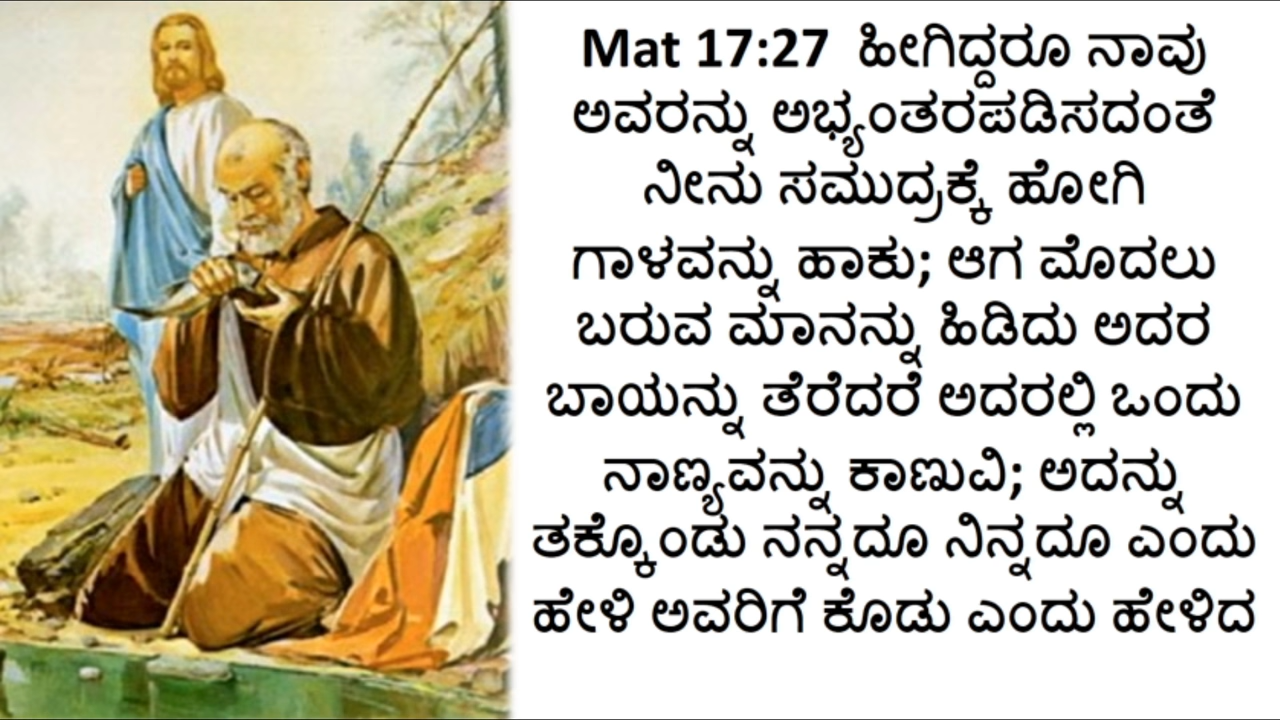 Mat 17:27 ಹೀಗಿದ್ದರೂ ನಾವು
ಅವರನ್ನು ಅಭ್ಯಂತರಪಡಿಸದಂತೆ
ನೀನು ಸಮುದ್ರಕ್ಕೆ ಹೋಗಿ
ಗಾಳವನ್ನು ಹಾಕು; ಆಗ ಮೊದಲು
ಬರುವ ಮಾನನ್ನು ಹಿಡಿದು ಅದರ
ಬಾಯನ್ನು ತೆರೆದರೆ ಅದರಲ್ಲಿ ಒಂದು
ನಾಣ್ಯವನ್ನು ಕಾಣುವಿ; ಅದನ್ನು
ತಕ್ಕೊಂಡು ನನ್ನದೂ ನಿನ್ನದೂ ಎಂದು
ಹೇಳಿ ಅವರಿಗೆ ಕೊಡು ಎಂದು ಹೇಳಿದ